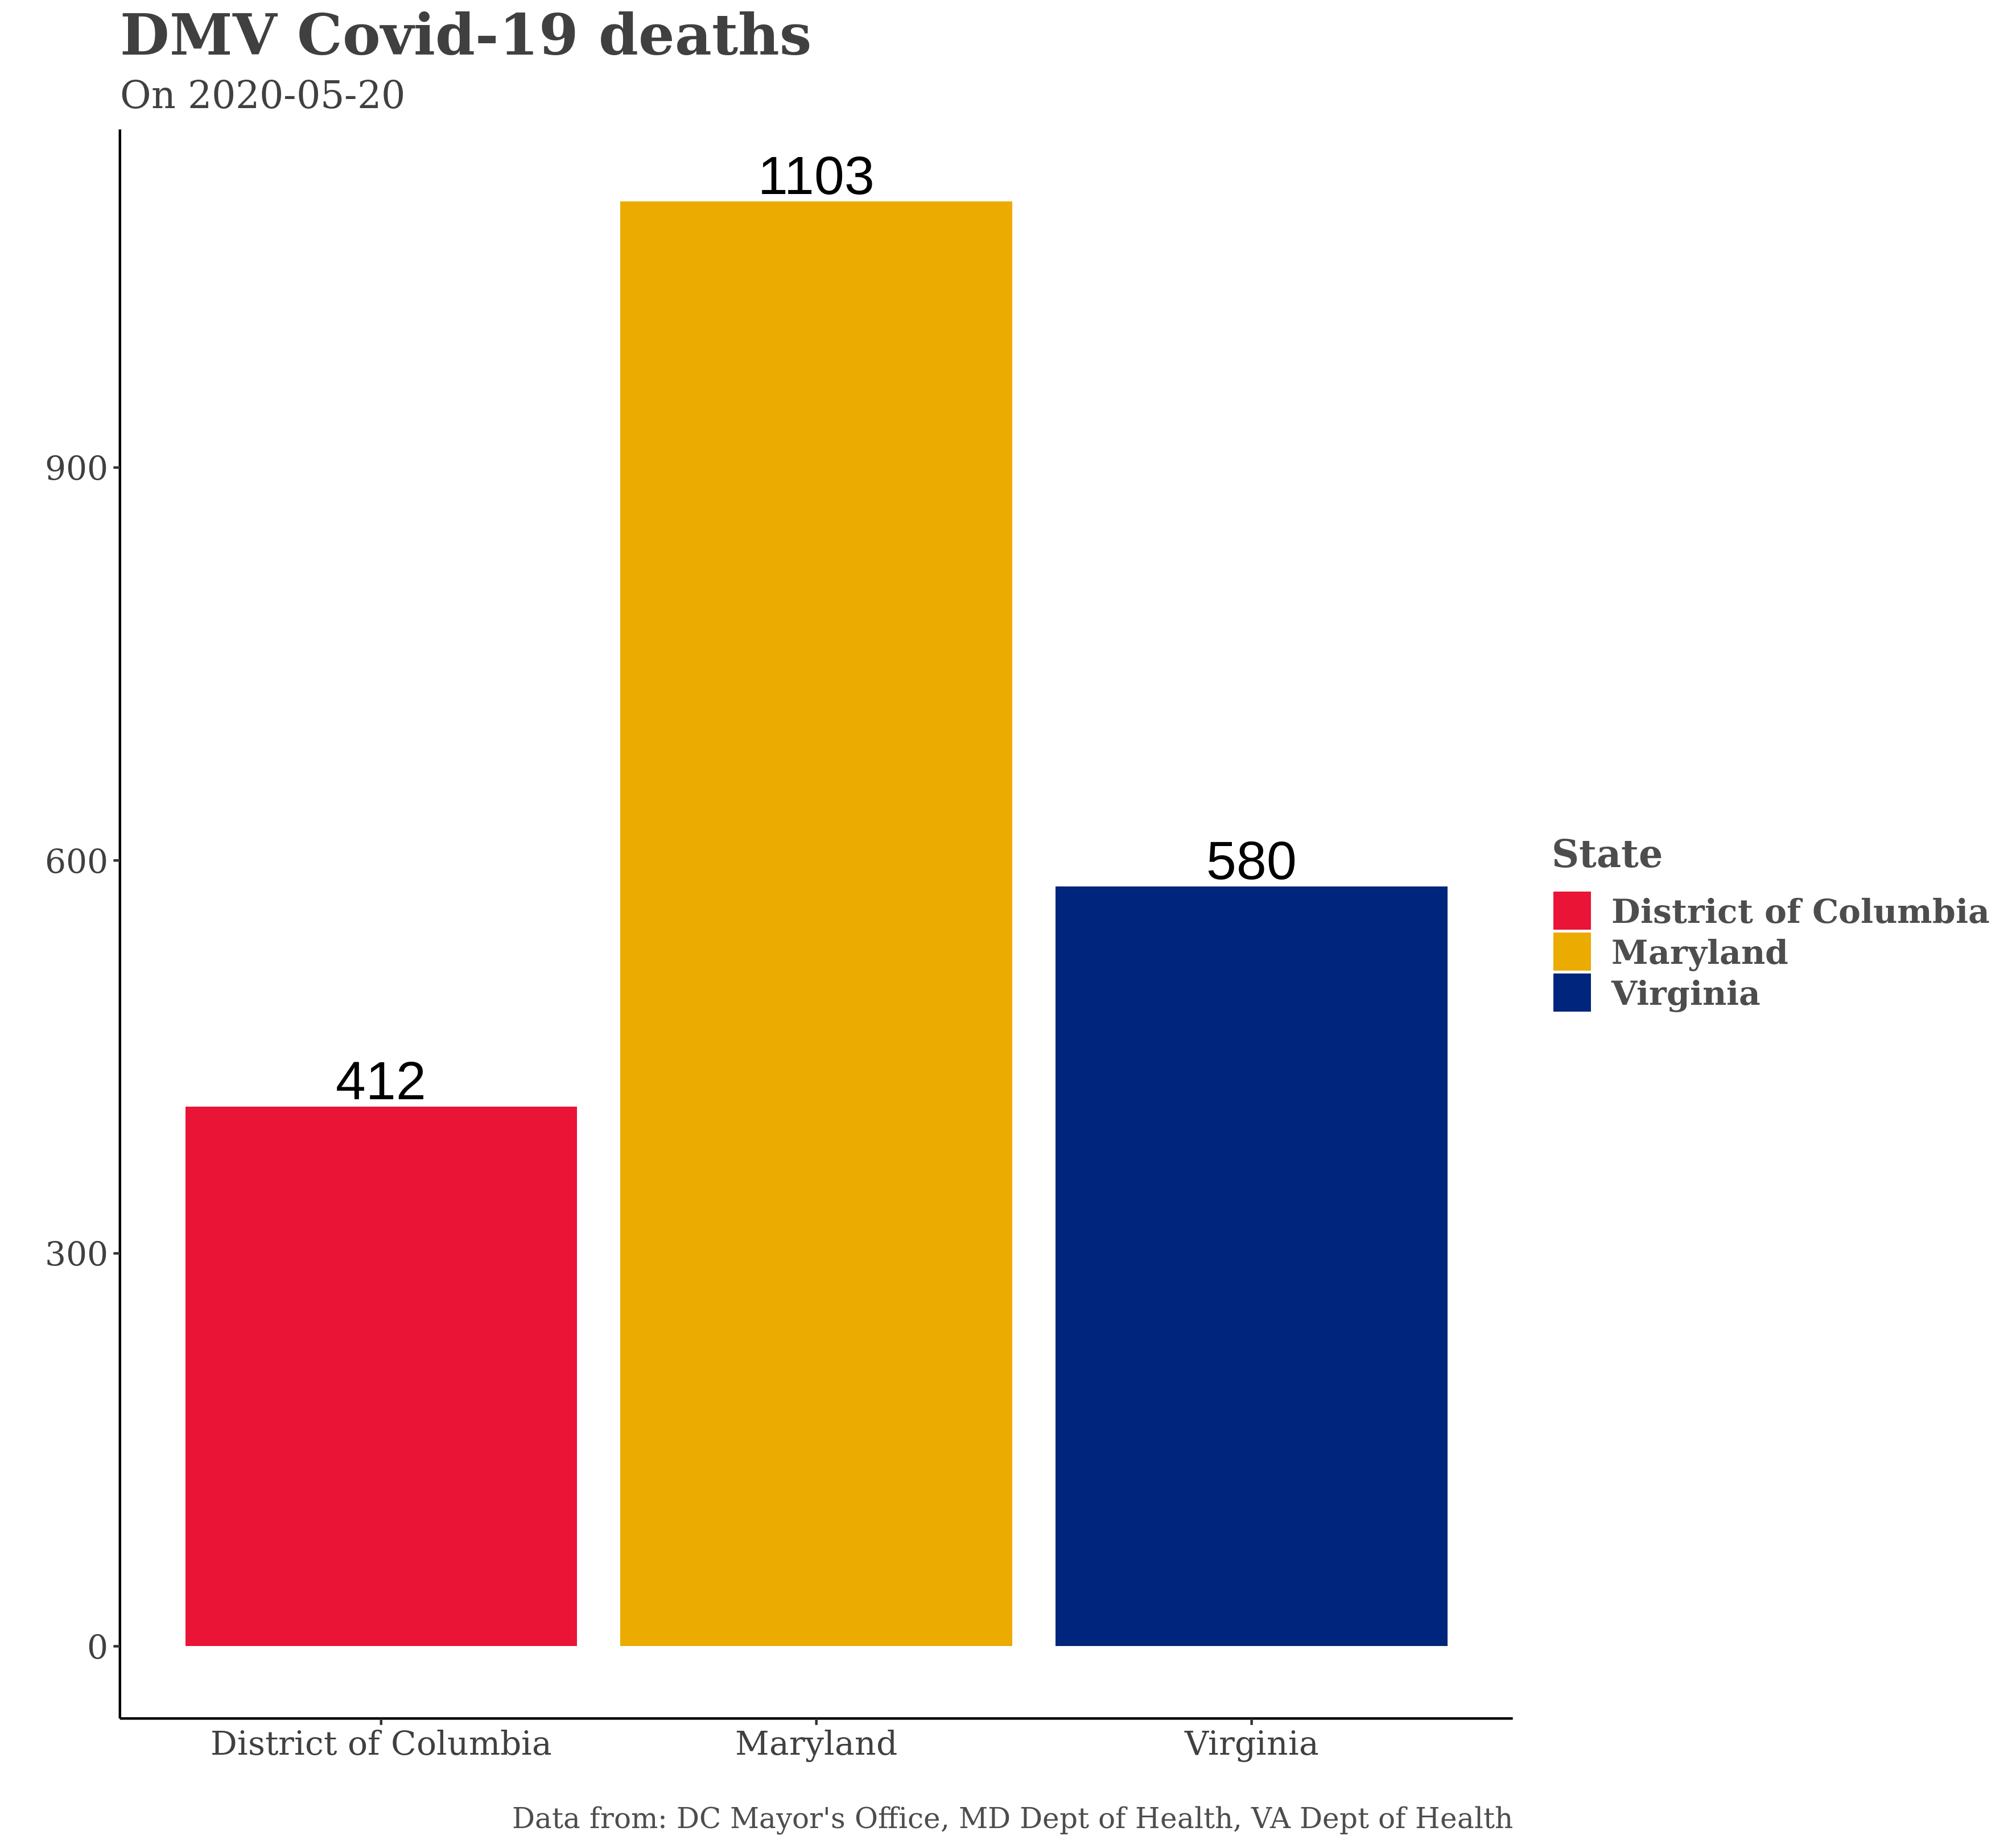 DMV Covid-19 deaths
On 2020-05-20
1103
900
580
600
State
District of Columbia
Maryland
Virginia
412
300
0
District of Columbia
Maryland
Virginia
Data from: DC Mayor's Office, MD Dept of Health, VA Dept of Health